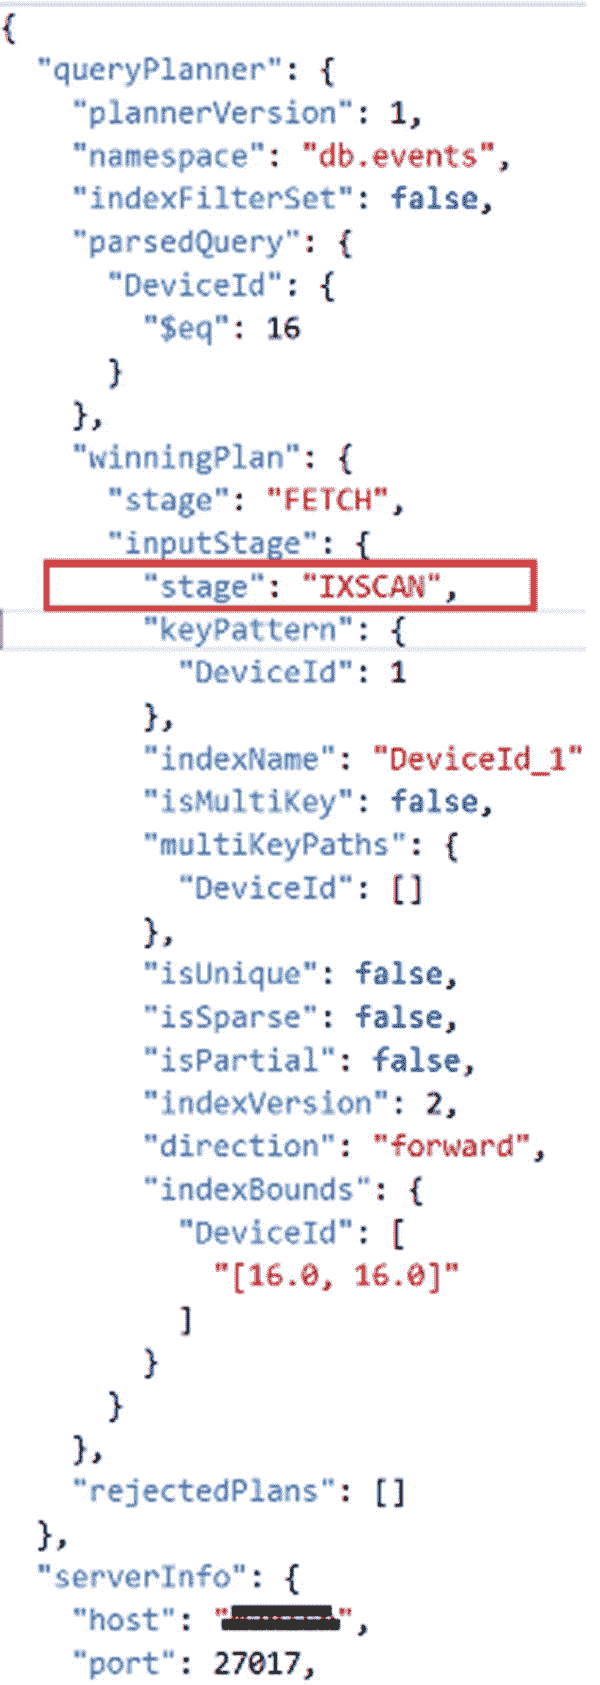 {
"queryPlanner": {
"plannerVersion": 1,
"namespace": "db.events",
"indexFilterSet": false,
"parsedQuery": {
"DeviceId": {
"$eq": 16
}
},
"winningPlan": {
"stage": "FETCH",
"inputStage": {
"stage": "IXSCAN",
"keyPattern": {
"DeviceId": 1
},
"indexName": "DeviceId_1"
"isMultiKey": false,
"multiKeyPaths": {
"DeviceId": []
},
"isUnique": false,
"isSparse": false,
"isPartial": false,
"indexVersion": 2,
"direction": "forward",
"indexBounds": {
"DeviceId": [
"[16.0, 16.0]"
]
}
}
},
"rejectedPlans": []
},
"serverInfo": {
"host": "",
"port": 27017,